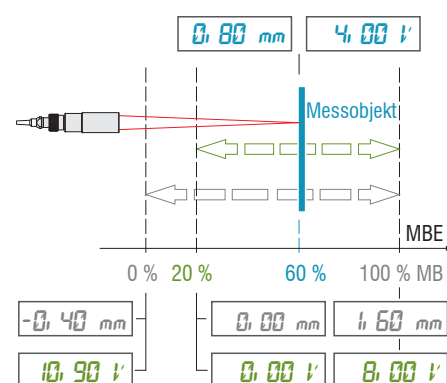 0,80 mm 4,00 V
Messobjekt
MBE
0 % 20 % 60 % 100 % MB
-0,40 mm 0,00 mm 1,60 mm
10,90 V 0,00 V 8,00 V